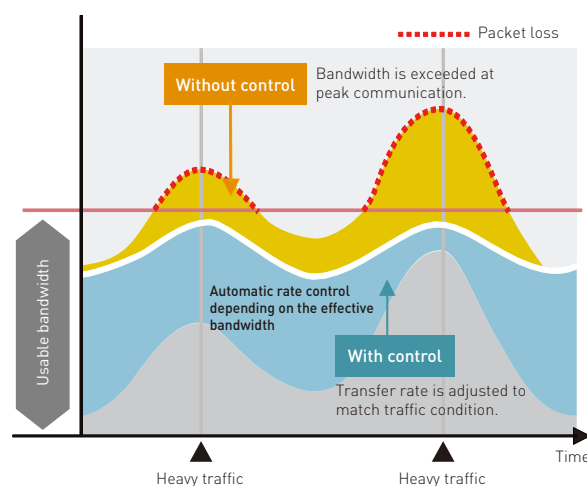 Packet loss
Without control
Bandwidth is exceeded at
peak communication.
Usable bandwidth
Automatic rate control
depending on the effective
bandwidth
With control
Transfer rate is adjusted to
match traffic condition.
Time
Heavy traffic
Heavy traffic